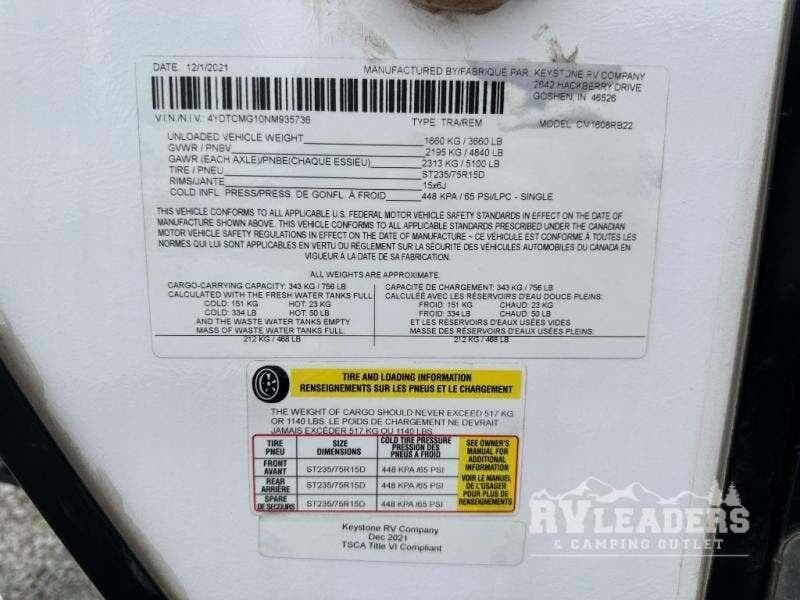 DATE: 12/1/2021 MANUFACTURED BY/FABRIQUÉ PAR: KEYSTONE RV COMPANY
2642 HACKBERRY DRIVE
GOSHEN, IN 46526
V.I.N./N.I.V.: 4YDTCMG10NM935736 TYPE: TRA/REM MODEL: CM1608RB22
UNLOADED VEHICLE WEIGHT 1660 KG / 3660 LB
GVWR / PNBV 2195 KG / 4840 LB
GAWR (EACH AXLE)/PNBE(CHAQUE ESSIEU) 2313 KG / 5100 LB
TIRE / PNEU ST235/75R15D
RIMS/JANTE 15x6J
COLD INFL. PRESS/PRESS. DE GONFL. À FROID 448 KPA / 65 PSI/LPC - SINGLE
THIS VEHICLE CONFORMS TO ALL APPLICABLE U.S. FEDERAL MOTOR VEHICLE SAFETY STANDARDS IN EFFECT ON THE DATE OF
MANUFACTURE SHOWN ABOVE. THIS VEHICLE CONFORMS TO ALL APPLICABLE STANDARDS PRESCRIBED UNDER THE CANADIAN
MOTOR VEHICLE SAFETY REGULATIONS IN EFFECT ON THE DATE OF MANUFACTURE ~ CE VÉHICULE EST CONFORME À TOUTES LES
NORMES QUI LUI SONT APPLICABLES EN VERTU DU RÈGLEMENT SUR LA SÉCURITÉ DES VÉHICULES AUTOMOBILES DU CANADA EN
VIGUEUR À LA DATE DE SA FABRICATION.
ALL WEIGHTS ARE APPROXIMATE.
CARGO-CARRYING CAPACITY: 343 KG / 756 LB
CALCULATED WITH THE FRESH WATER TANKS FULL:
COLD: 151 KG HOT: 23 KG
COLD: 334 LB HOT: 50 LB
AND THE WASTE WATER TANKS EMPTY
MASS OF WASTE WATER TANKS FULL:
212 KG / 468 LB
CAPACITÉ DE CHARGEMENT: 343 KG / 756 LB
CALCULÉE AVEC LES RÉSERVOIRS D'EAU DOUCE PLEINS:
FROID: 151 KG CHAUD: 23 KG
FROID: 334 LB CHAUD: 50 LB
ET LES RÉSERVOIRS D'EAUX USÉES VIDES
MASSE DES RÉSERVOIRS D'EAUX USÉES PLEINS:
212 KG / 468 LB
TIRE AND LOADING INFORMATION
RENSEIGNEMENTS SUR LES PNEUS ET LE CHARGEMENT
THE WEIGHT OF CARGO SHOULD NEVER EXCEED 517 KG
OR 1140 LBS. LE POIDS DE CHARGEMENT NE DEVRAIT
JAMAIS EXCÉDER 517 KG OU 1140 LBS.
TIRE SIZE COLD TIRE PRESSURE
PNEU DIMENSIONS PRESSION DES
PNEUS A FROID
FRONT
AVANT ST235/75R15D 448 KPA /65 PSI
REAR
ARRIÈRE ST235/75R15D 448 KPA /65 PSI
SPARE
DE SECOURS ST235/75R15D 448 KPA /65 PSI
SEE OWNER'S
MANUAL FOR
ADDITIONAL
INFORMATION
VOIR LE MANUEL
DE L'USAGER
POUR PLUS DE
RENSEIGNEMENTS
Keystone RV Company
Dec 2021
TSCA Title VI Compliant
RVLEADERS
& CAMPING OUTLET